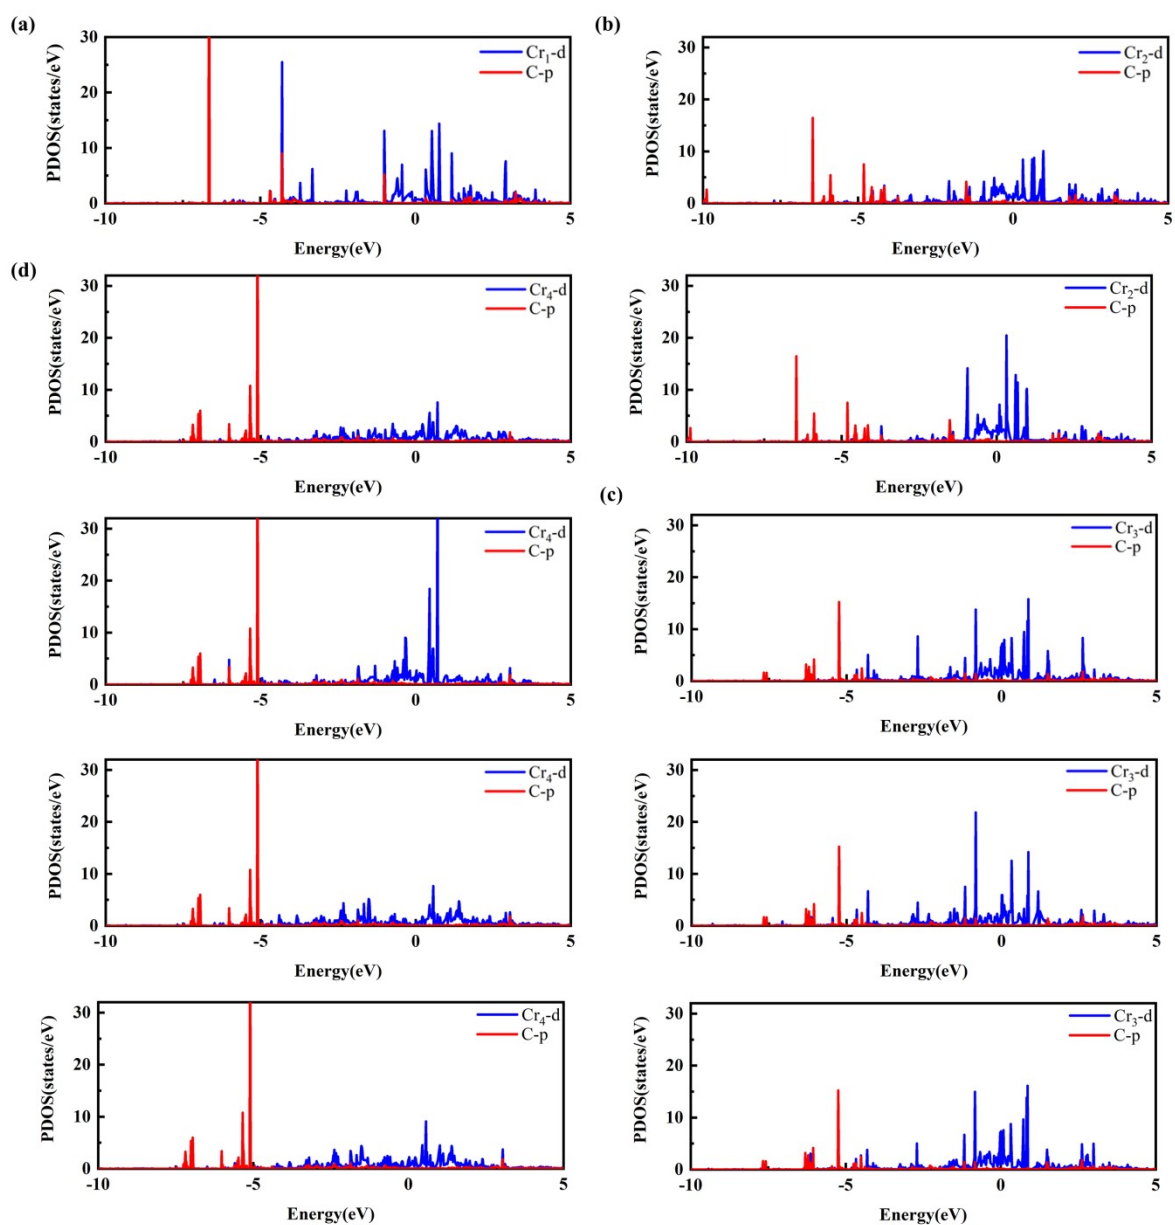 (a)
30
20
10
0
PDOS(states/eV)
Cr₁-d
C-p
-10
-5
0
5
Energy(eV)
(b)
30
20
10
0
PDOS(states/eV)
Cr₂-d
C-p
-10
-5
0
5
Energy(eV)
(d)
30
20
10
0
PDOS(states/eV)
Cr₄-d
C-p
-10
-5
0
5
Energy(eV)
30
20
10
0
PDOS(states/eV)
Cr₂-d
C-p
-10
-5
0
5
Energy(eV)
30
20
10
0
PDOS(states/eV)
Cr₄-d
C-p
-10
-5
0
5
Energy(eV)
(c)
30
20
10
0
PDOS(states/eV)
Cr₃-d
C-p
-10
-5
0
5
Energy(eV)
30
20
10
0
PDOS(states/eV)
Cr₄-d
C-p
-10
-5
0
5
Energy(eV)
30
20
10
0
PDOS(states/eV)
Cr₃-d
C-p
-10
-5
0
5
Energy(eV)
30
20
10
0
PDOS(states/eV)
Cr₄-d
C-p
-10
-5
0
5
Energy(eV)
30
20
10
0
PDOS(states/eV)
Cr₃-d
C-p
-10
-5
0
5
Energy(eV)